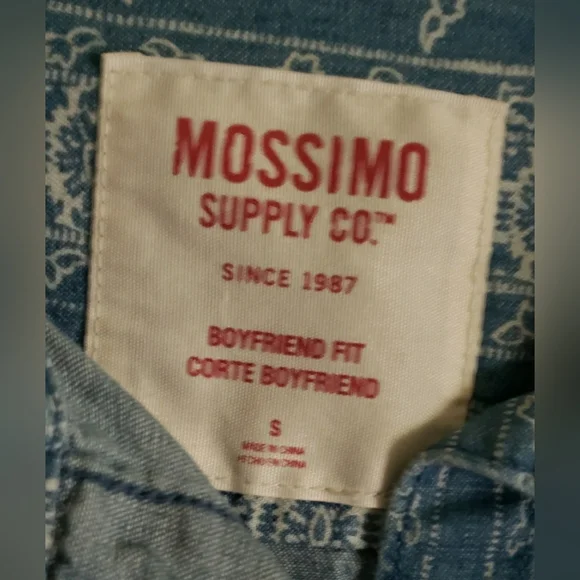 MOSSIMO
SUPPLY CO.™
SINCE 1987
BOYFRIEND FIT
CORTE BOYFRIEND
S
MADE IN CHINA
HECHO EN CHINA